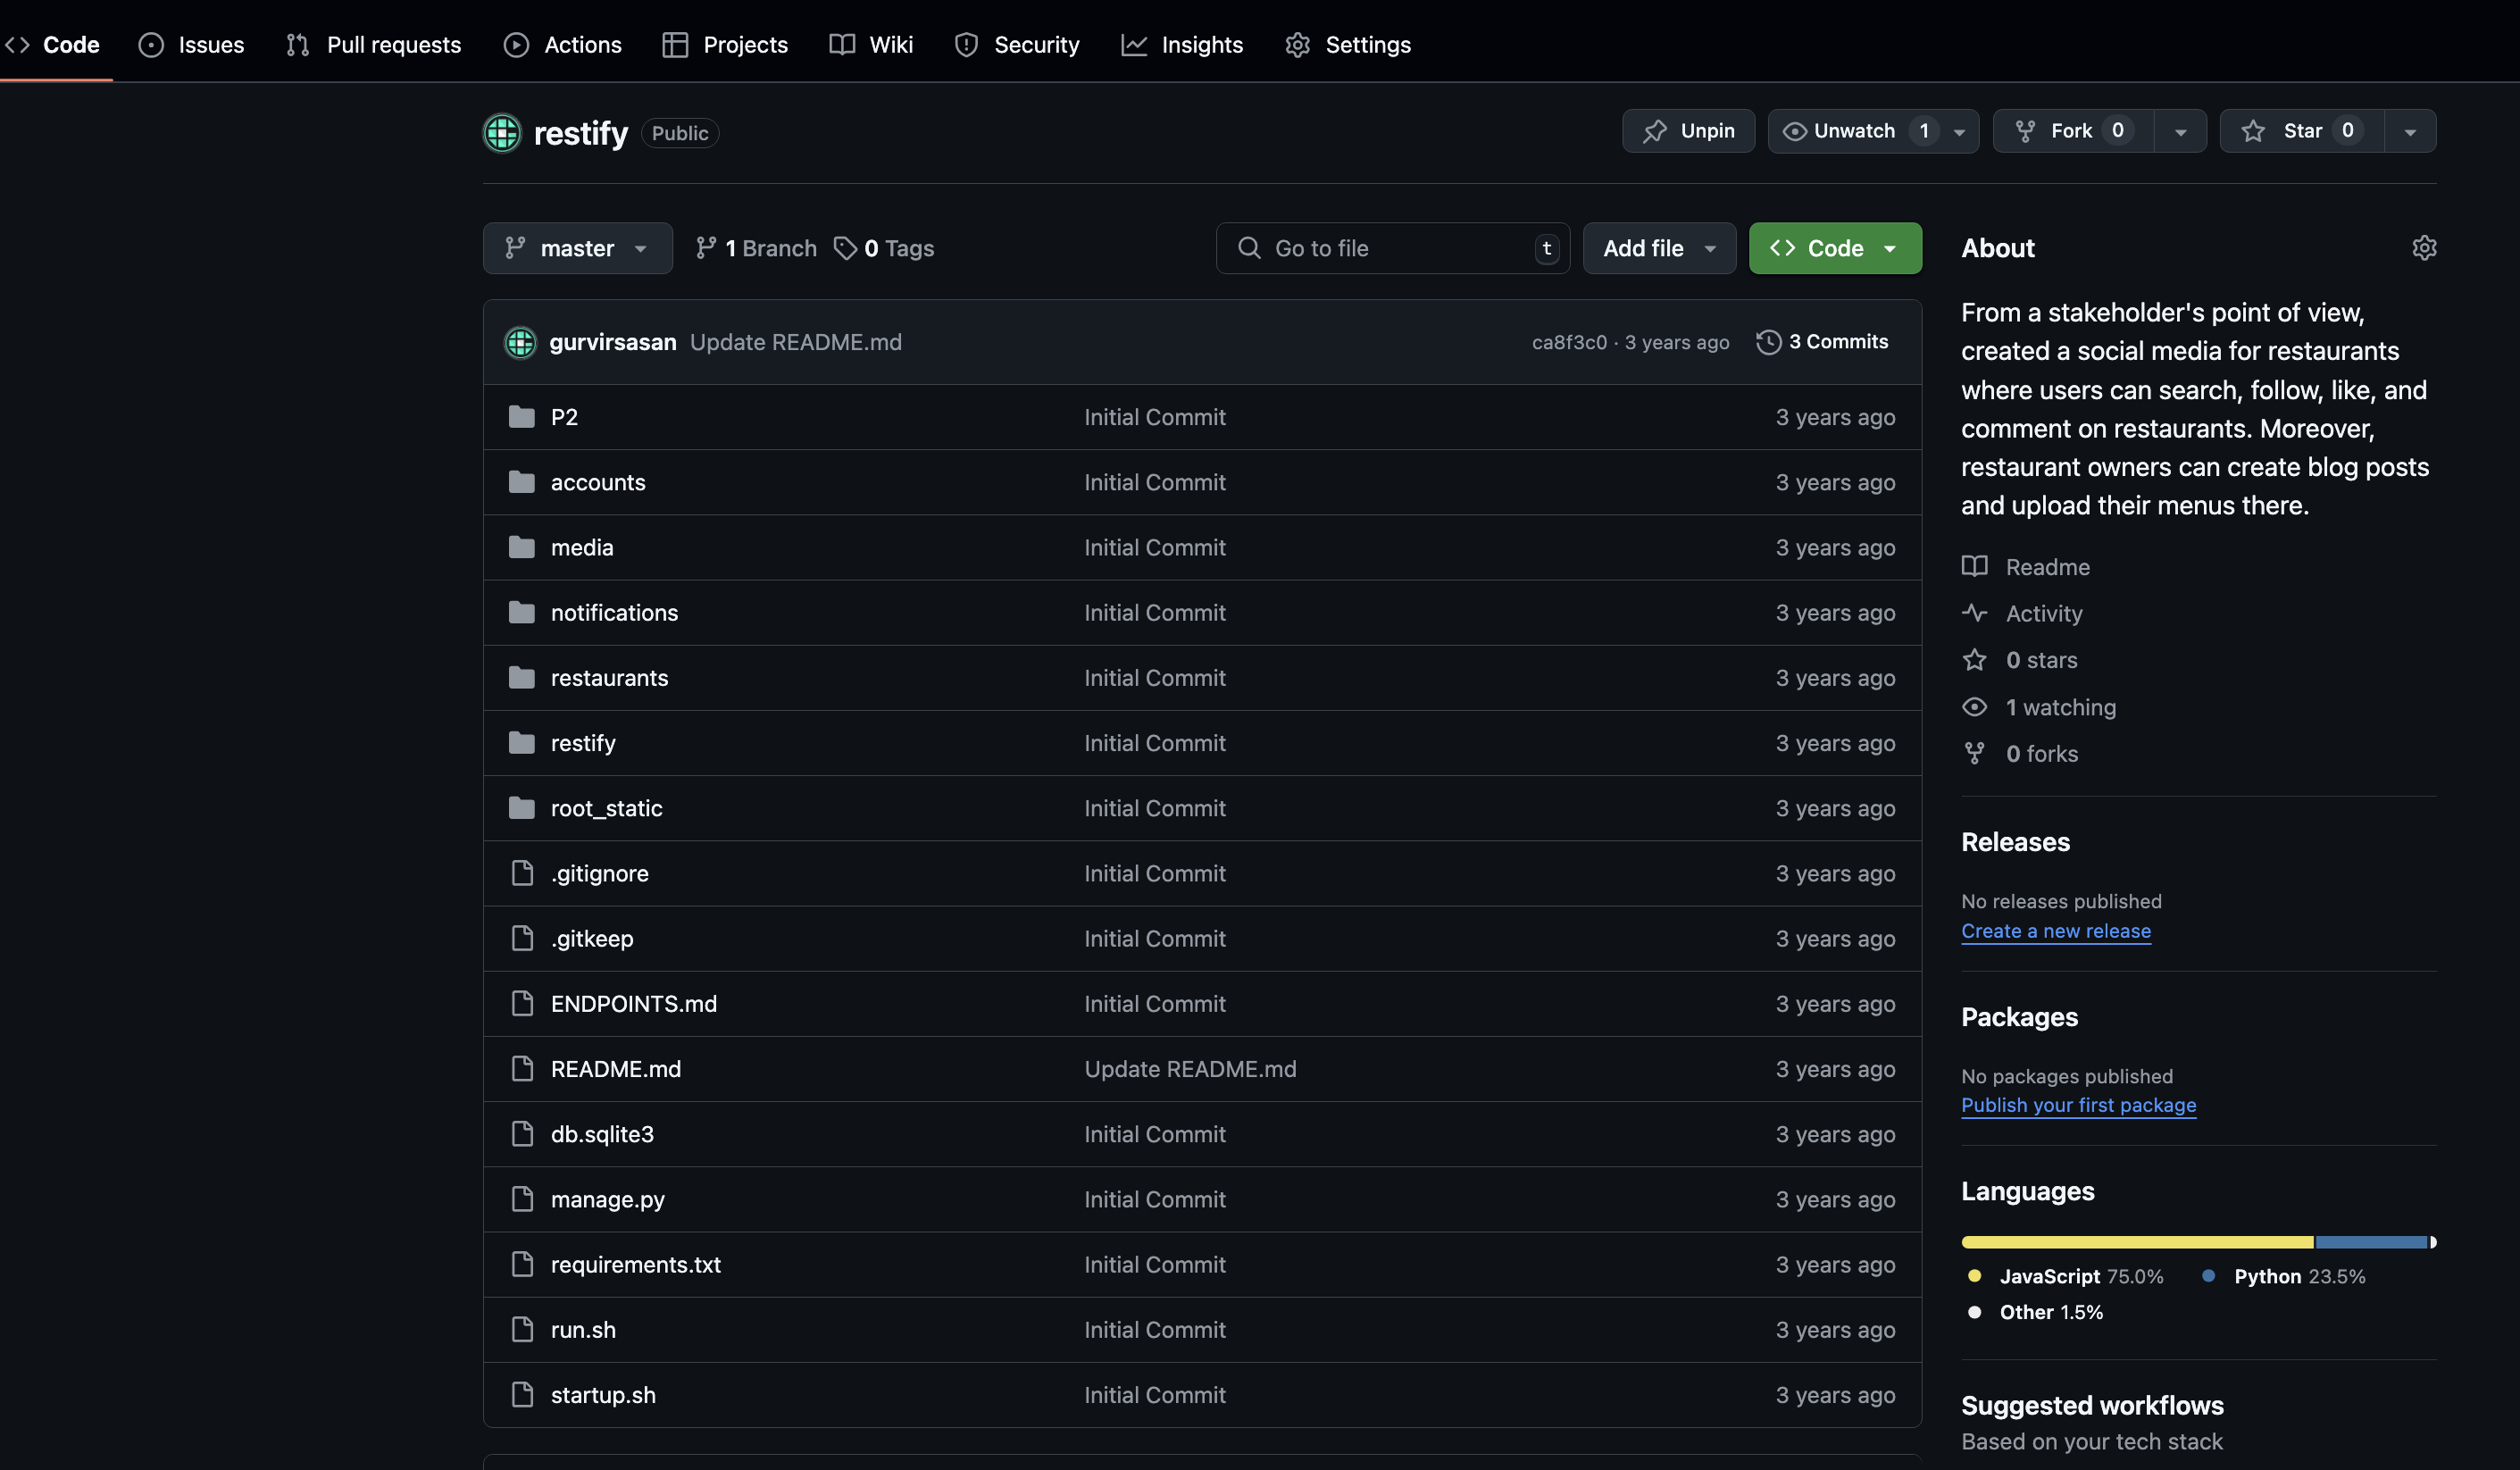 Code Issues Pull requests Actions Projects Wiki Security Insights Settings
restify Public Unpin Unwatch 1 Fork 0 Star 0
master 1 Branch 0 Tags Go to file t Add file Code
gurvirsasan Update README.md ca8f3c0 · 3 years ago 3 Commits
P2 Initial Commit 3 years ago
accounts Initial Commit 3 years ago
media Initial Commit 3 years ago
notifications Initial Commit 3 years ago
restaurants Initial Commit 3 years ago
restify Initial Commit 3 years ago
root_static Initial Commit 3 years ago
.gitignore Initial Commit 3 years ago
.gitkeep Initial Commit 3 years ago
ENDPOINTS.md Initial Commit 3 years ago
README.md Update README.md 3 years ago
db.sqlite3 Initial Commit 3 years ago
manage.py Initial Commit 3 years ago
requirements.txt Initial Commit 3 years ago
run.sh Initial Commit 3 years ago
startup.sh Initial Commit 3 years ago
About
From a stakeholder's point of view,
created a social media for restaurants
where users can search, follow, like, and
comment on restaurants. Moreover,
restaurant owners can create blog posts
and upload their menus there.
Readme
Activity
0 stars
1 watching
0 forks
Releases
No releases published
Create a new release
Packages
No packages published
Publish your first package
Languages
JavaScript 75.0% Python 23.5%
Other 1.5%
Suggested workflows
Based on your tech stack